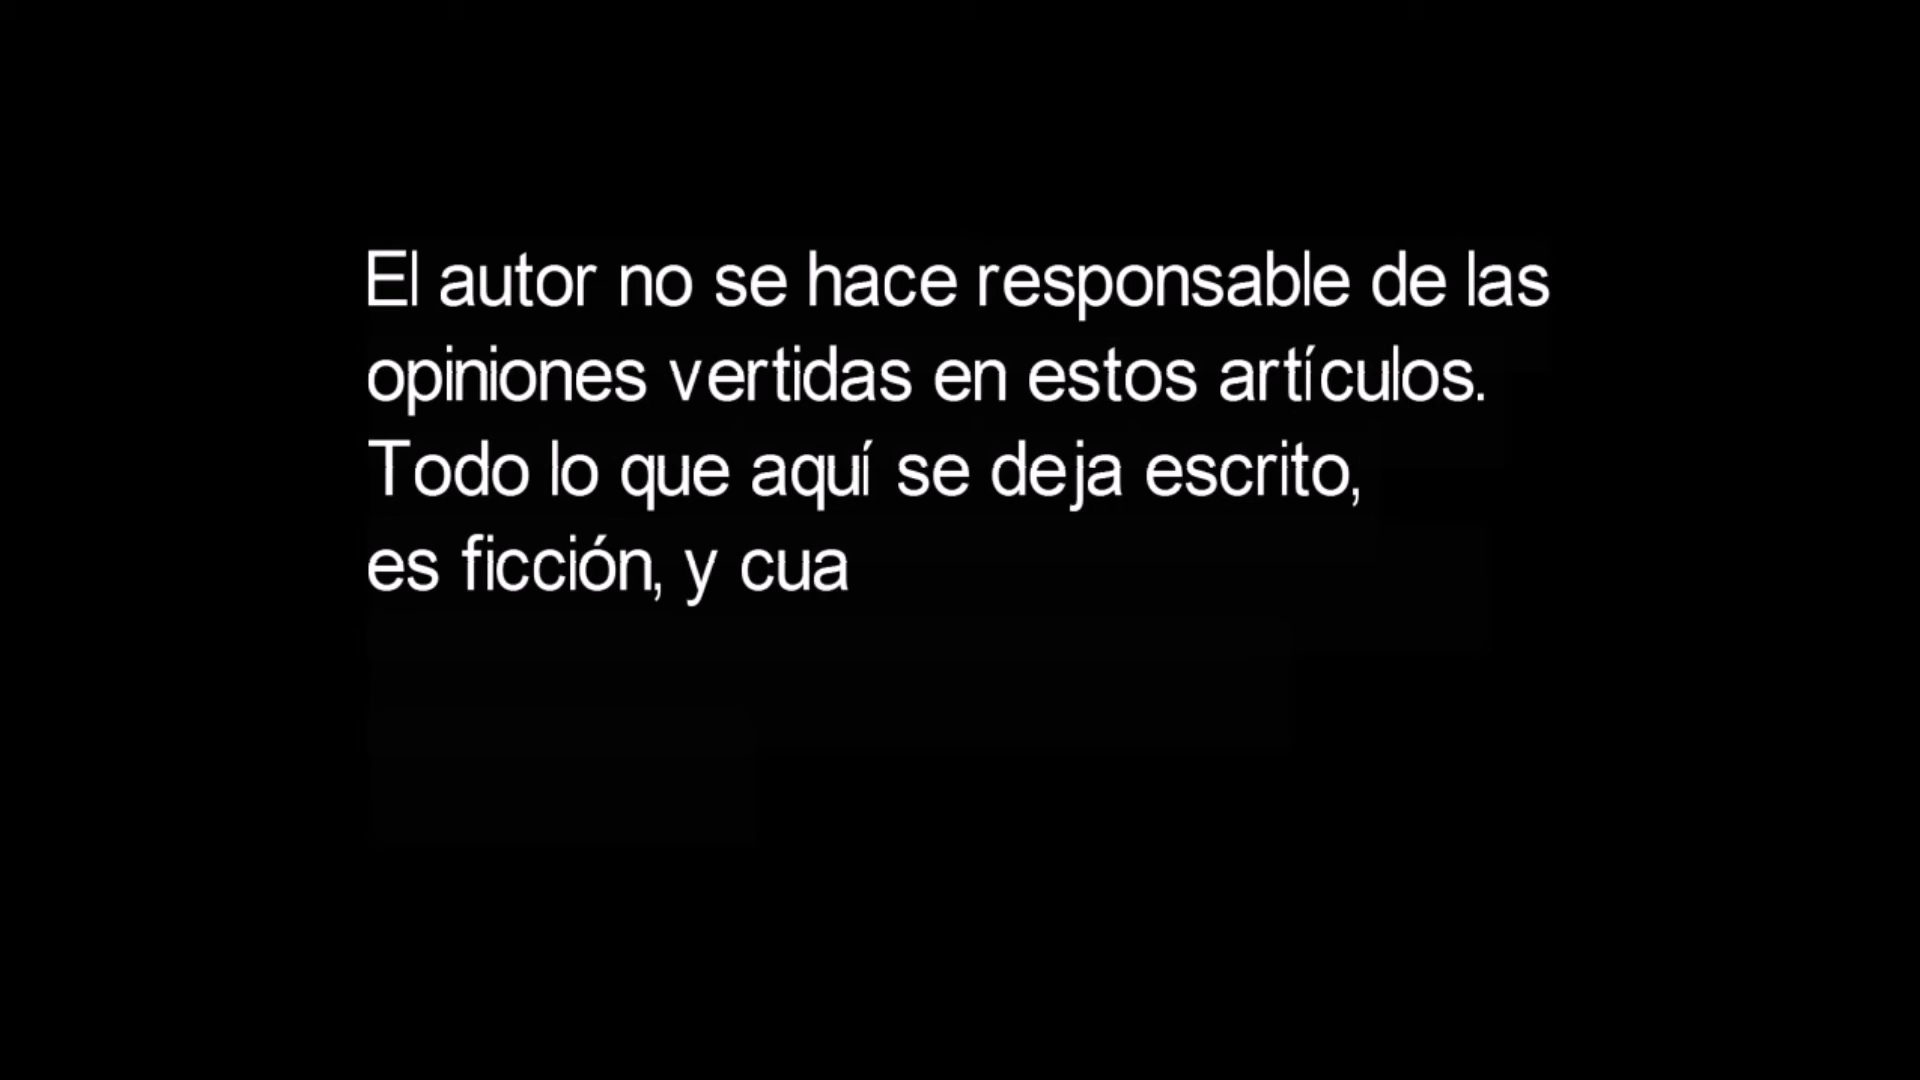 El autor no se hace responsable de las
opiniones vertidas en estos artículos.
Todo lo que aquí se deja escrito,
es ficción, y cua